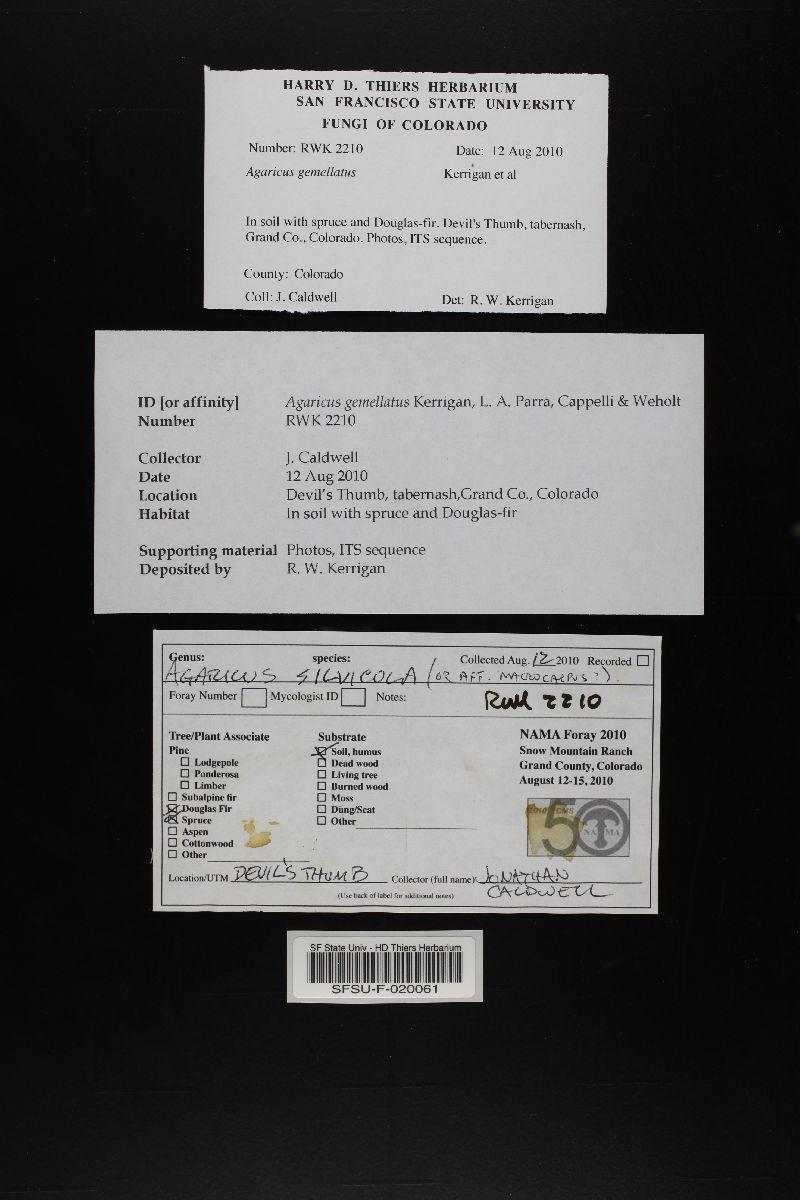 HARRY D. THIERS HERBARIUM
SAN FRANCISCO STATE UNIVERSITY
FUNGI OF COLORADO
Number: RWK 2210 Date: 12 Aug 2010
Agaricus gemellatus Kerrigan et al
In soil with spruce and Douglas-fir. Devil's Thumb, tabernash,
Grand Co., Colorado. Photos, ITS sequence.
County: Colorado
Coll: J. Caldwell Det: R. W. Kerrigan
ID [or affinity] Agaricus gemellatus Kerrigan, L. A. Parra, Cappelli & Weholt
Number RWK 2210
Collector J. Caldwell
Date 12 Aug 2010
Location Devil's Thumb, tabernash,Grand Co., Colorado
Habitat In soil with spruce and Douglas-fir
Supporting material Photos, ITS sequence
Deposited by R. W. Kerrigan
Genus: species: Collected Aug. 12 2010 Recorded
AGARICUS SILVICOLA (OR AFF. MACROCARPUS?).
Foray Number Mycologist ID Notes: RWK 2210
Tree/Plant Associate
Pine
Lodgepole
Ponderosa
Limber
Subalpine fir
Douglas Fir
Spruce
Aspen
Cottonwood
Other
Substrate
Soil, humus
Dead wood
Living tree
Burned wood
Moss
Dung/Scat
Other
NAMA Foray 2010
Snow Mountain Ranch
Grand County, Colorado
August 12-15, 2010
NAMA
Location/UTM DEVIL'S THUMB Collector (full name): JONATHAN
CALDWELL
(Use back of label for additional notes)
SF State Univ - HD Thiers Herbarium
SFSU-F-020061